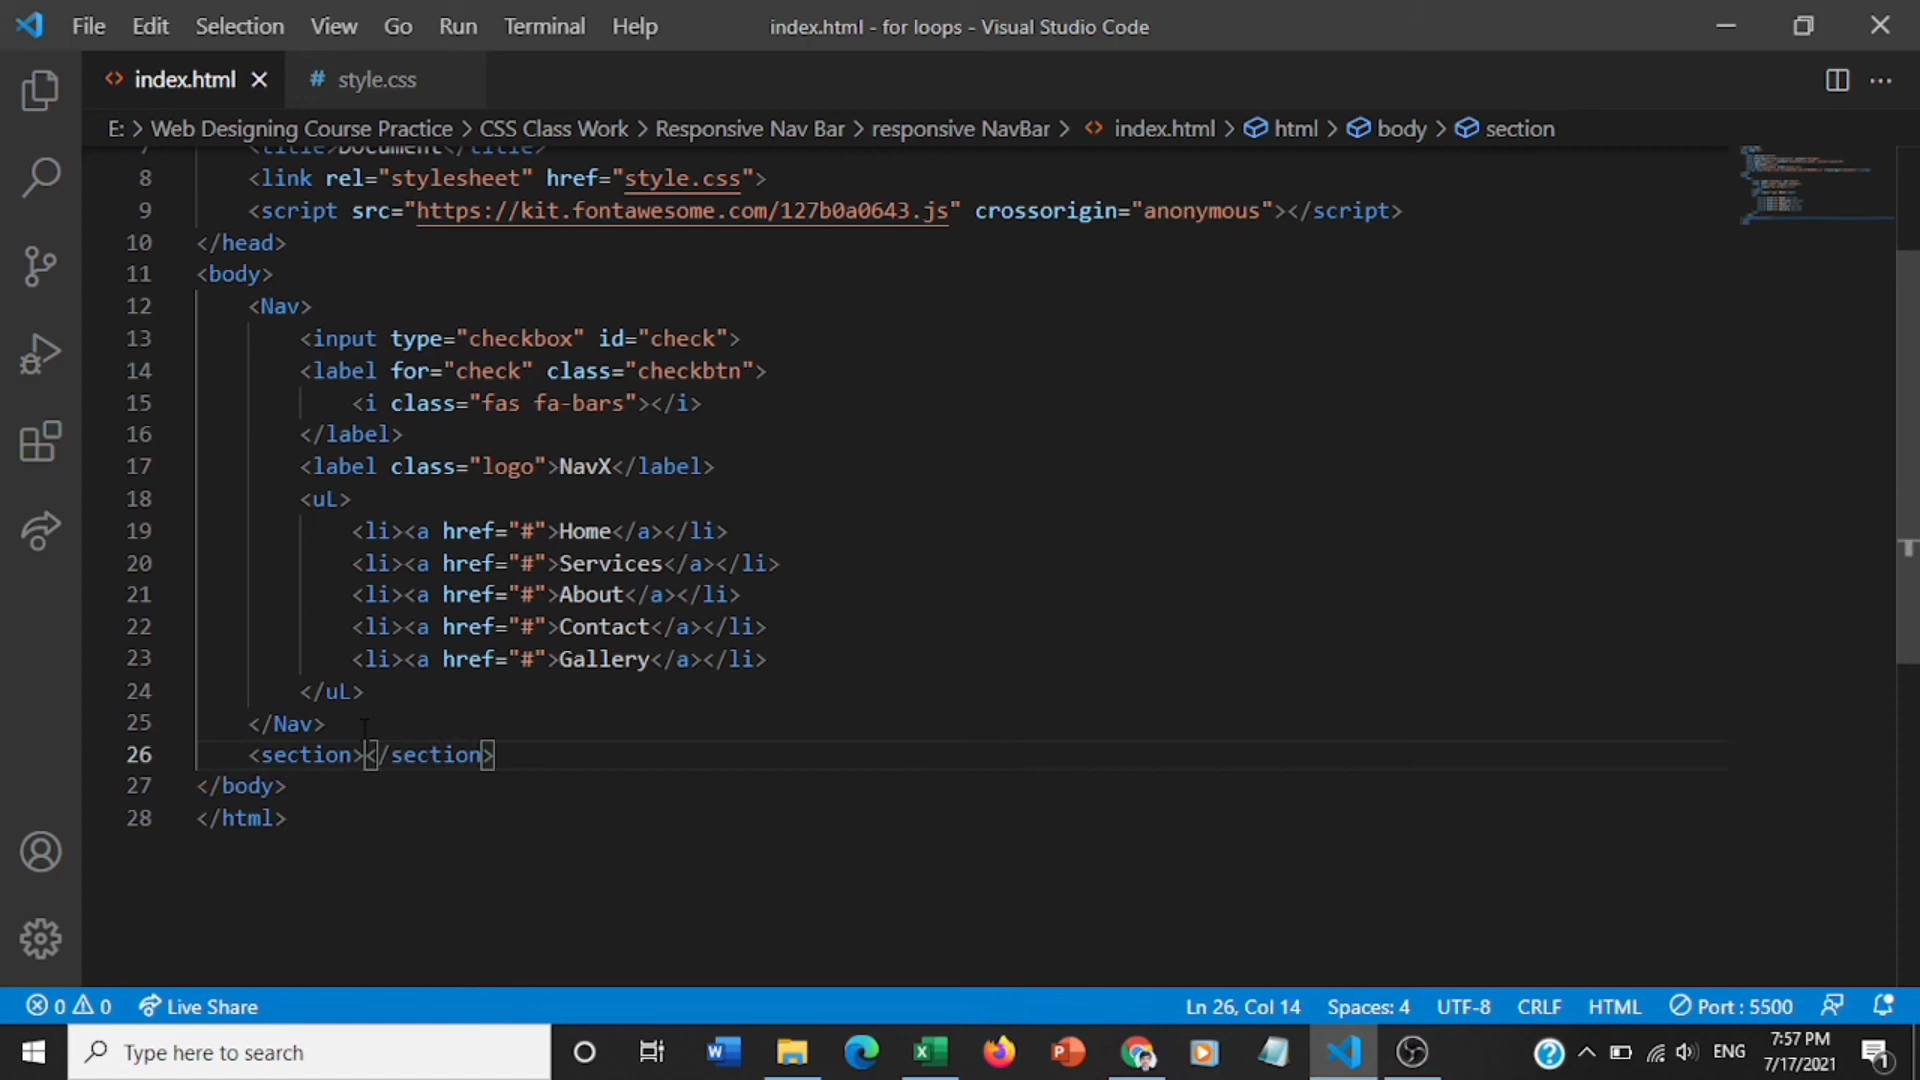 File Edit Selection View Go Run Terminal Help index.html - for loops - Visual Studio Code
index.html # style.css
E: > Web Designing Course Practice > CSS Class Work > Responsive Nav Bar > responsive NavBar > index.html > html > body > section
7 <title>Document</title>
8 <link rel="stylesheet" href="style.css">
9 <script src="https://kit.fontawesome.com/127b0a0643.js" crossorigin="anonymous"></script>
10 </head>
11 <body>
12 <Nav>
13 <input type="checkbox" id="check">
14 <label for="check" class="checkbtn">
15 <i class="fas fa-bars"></i>
16 </label>
17 <label class="logo">NavX</label>
18 <uL>
19 <li><a href="#">Home</a></li>
20 <li><a href="#">Services</a></li>
21 <li><a href="#">About</a></li>
22 <li><a href="#">Contact</a></li>
23 <li><a href="#">Gallery</a></li>
24 </uL>
25 </Nav>
26 <section></section>
27 </body>
28 </html>
0 0 Live Share Ln 26, Col 14 Spaces: 4 UTF-8 CRLF HTML Port : 5500
Type here to search ENG 7:57 PM
7/17/2021 1